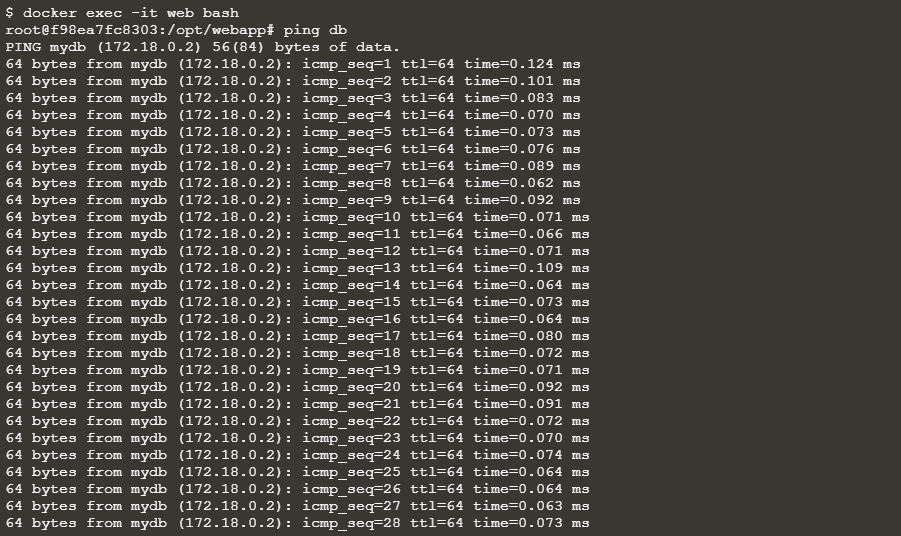 $ docker exec -it web bash
root@f98ea7fc8303:/opt/webapp# ping db
PING mydb (172.18.0.2) 56(84) bytes of data.
64 bytes from mydb (172.18.0.2): icmp_seq=1 ttl=64 time=0.124 ms
64 bytes from mydb (172.18.0.2): icmp_seq=2 ttl=64 time=0.101 ms
64 bytes from mydb (172.18.0.2): icmp_seq=3 ttl=64 time=0.083 ms
64 bytes from mydb (172.18.0.2): icmp_seq=4 ttl=64 time=0.070 ms
64 bytes from mydb (172.18.0.2): icmp_seq=5 ttl=64 time=0.073 ms
64 bytes from mydb (172.18.0.2): icmp_seq=6 ttl=64 time=0.076 ms
64 bytes from mydb (172.18.0.2): icmp_seq=7 ttl=64 time=0.089 ms
64 bytes from mydb (172.18.0.2): icmp_seq=8 ttl=64 time=0.062 ms
64 bytes from mydb (172.18.0.2): icmp_seq=9 ttl=64 time=0.092 ms
64 bytes from mydb (172.18.0.2): icmp_seq=10 ttl=64 time=0.071 ms
64 bytes from mydb (172.18.0.2): icmp_seq=11 ttl=64 time=0.066 ms
64 bytes from mydb (172.18.0.2): icmp_seq=12 ttl=64 time=0.071 ms
64 bytes from mydb (172.18.0.2): icmp_seq=13 ttl=64 time=0.109 ms
64 bytes from mydb (172.18.0.2): icmp_seq=14 ttl=64 time=0.064 ms
64 bytes from mydb (172.18.0.2): icmp_seq=15 ttl=64 time=0.073 ms
64 bytes from mydb (172.18.0.2): icmp_seq=16 ttl=64 time=0.064 ms
64 bytes from mydb (172.18.0.2): icmp_seq=17 ttl=64 time=0.080 ms
64 bytes from mydb (172.18.0.2): icmp_seq=18 ttl=64 time=0.072 ms
64 bytes from mydb (172.18.0.2): icmp_seq=19 ttl=64 time=0.071 ms
64 bytes from mydb (172.18.0.2): icmp_seq=20 ttl=64 time=0.092 ms
64 bytes from mydb (172.18.0.2): icmp_seq=21 ttl=64 time=0.091 ms
64 bytes from mydb (172.18.0.2): icmp_seq=22 ttl=64 time=0.072 ms
64 bytes from mydb (172.18.0.2): icmp_seq=23 ttl=64 time=0.070 ms
64 bytes from mydb (172.18.0.2): icmp_seq=24 ttl=64 time=0.074 ms
64 bytes from mydb (172.18.0.2): icmp_seq=25 ttl=64 time=0.064 ms
64 bytes from mydb (172.18.0.2): icmp_seq=26 ttl=64 time=0.064 ms
64 bytes from mydb (172.18.0.2): icmp_seq=27 ttl=64 time=0.063 ms
64 bytes from mydb (172.18.0.2): icmp_seq=28 ttl=64 time=0.073 ms